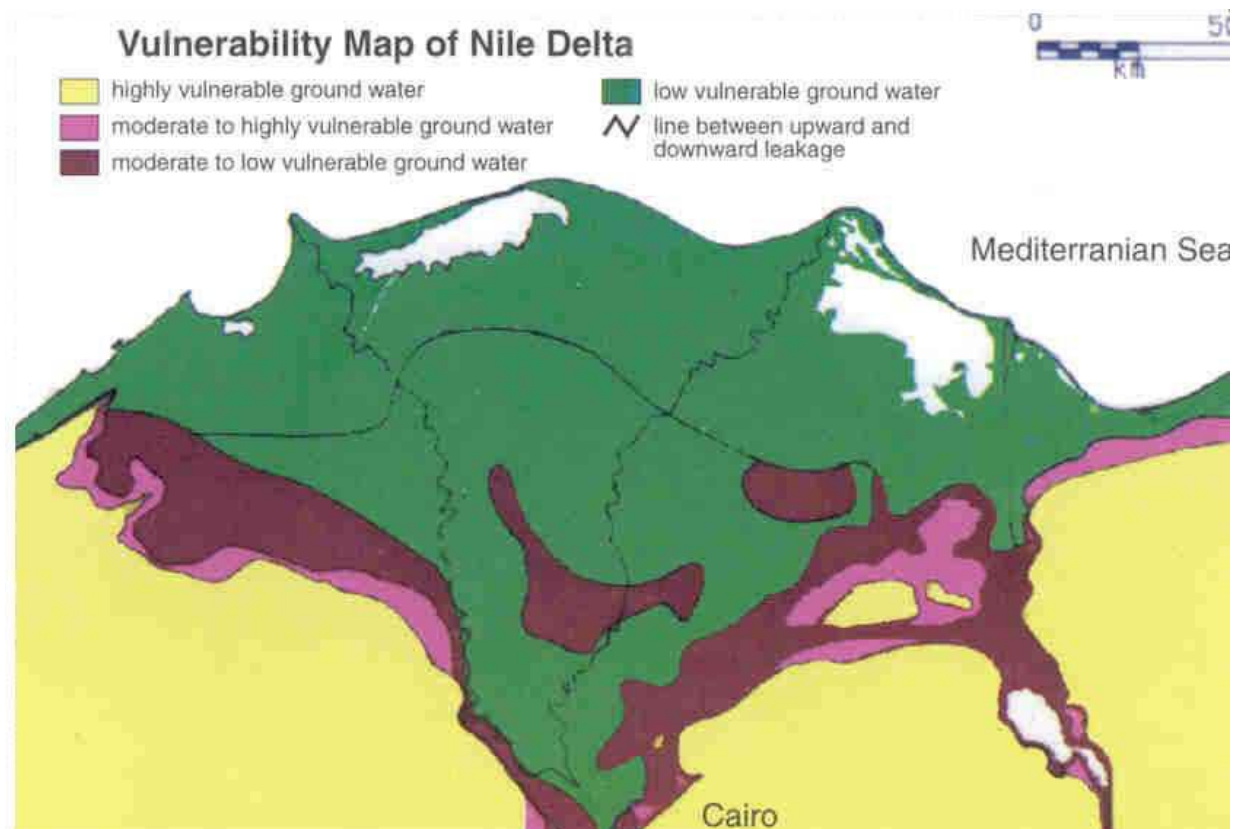 Vulnerability Map of Nile Delta
0
50
km
highly vulnerable ground water
moderate to highly vulnerable ground water
moderate to low vulnerable ground water
low vulnerable ground water
line between upward and
downward leakage
Mediterranian Sea
Cairo